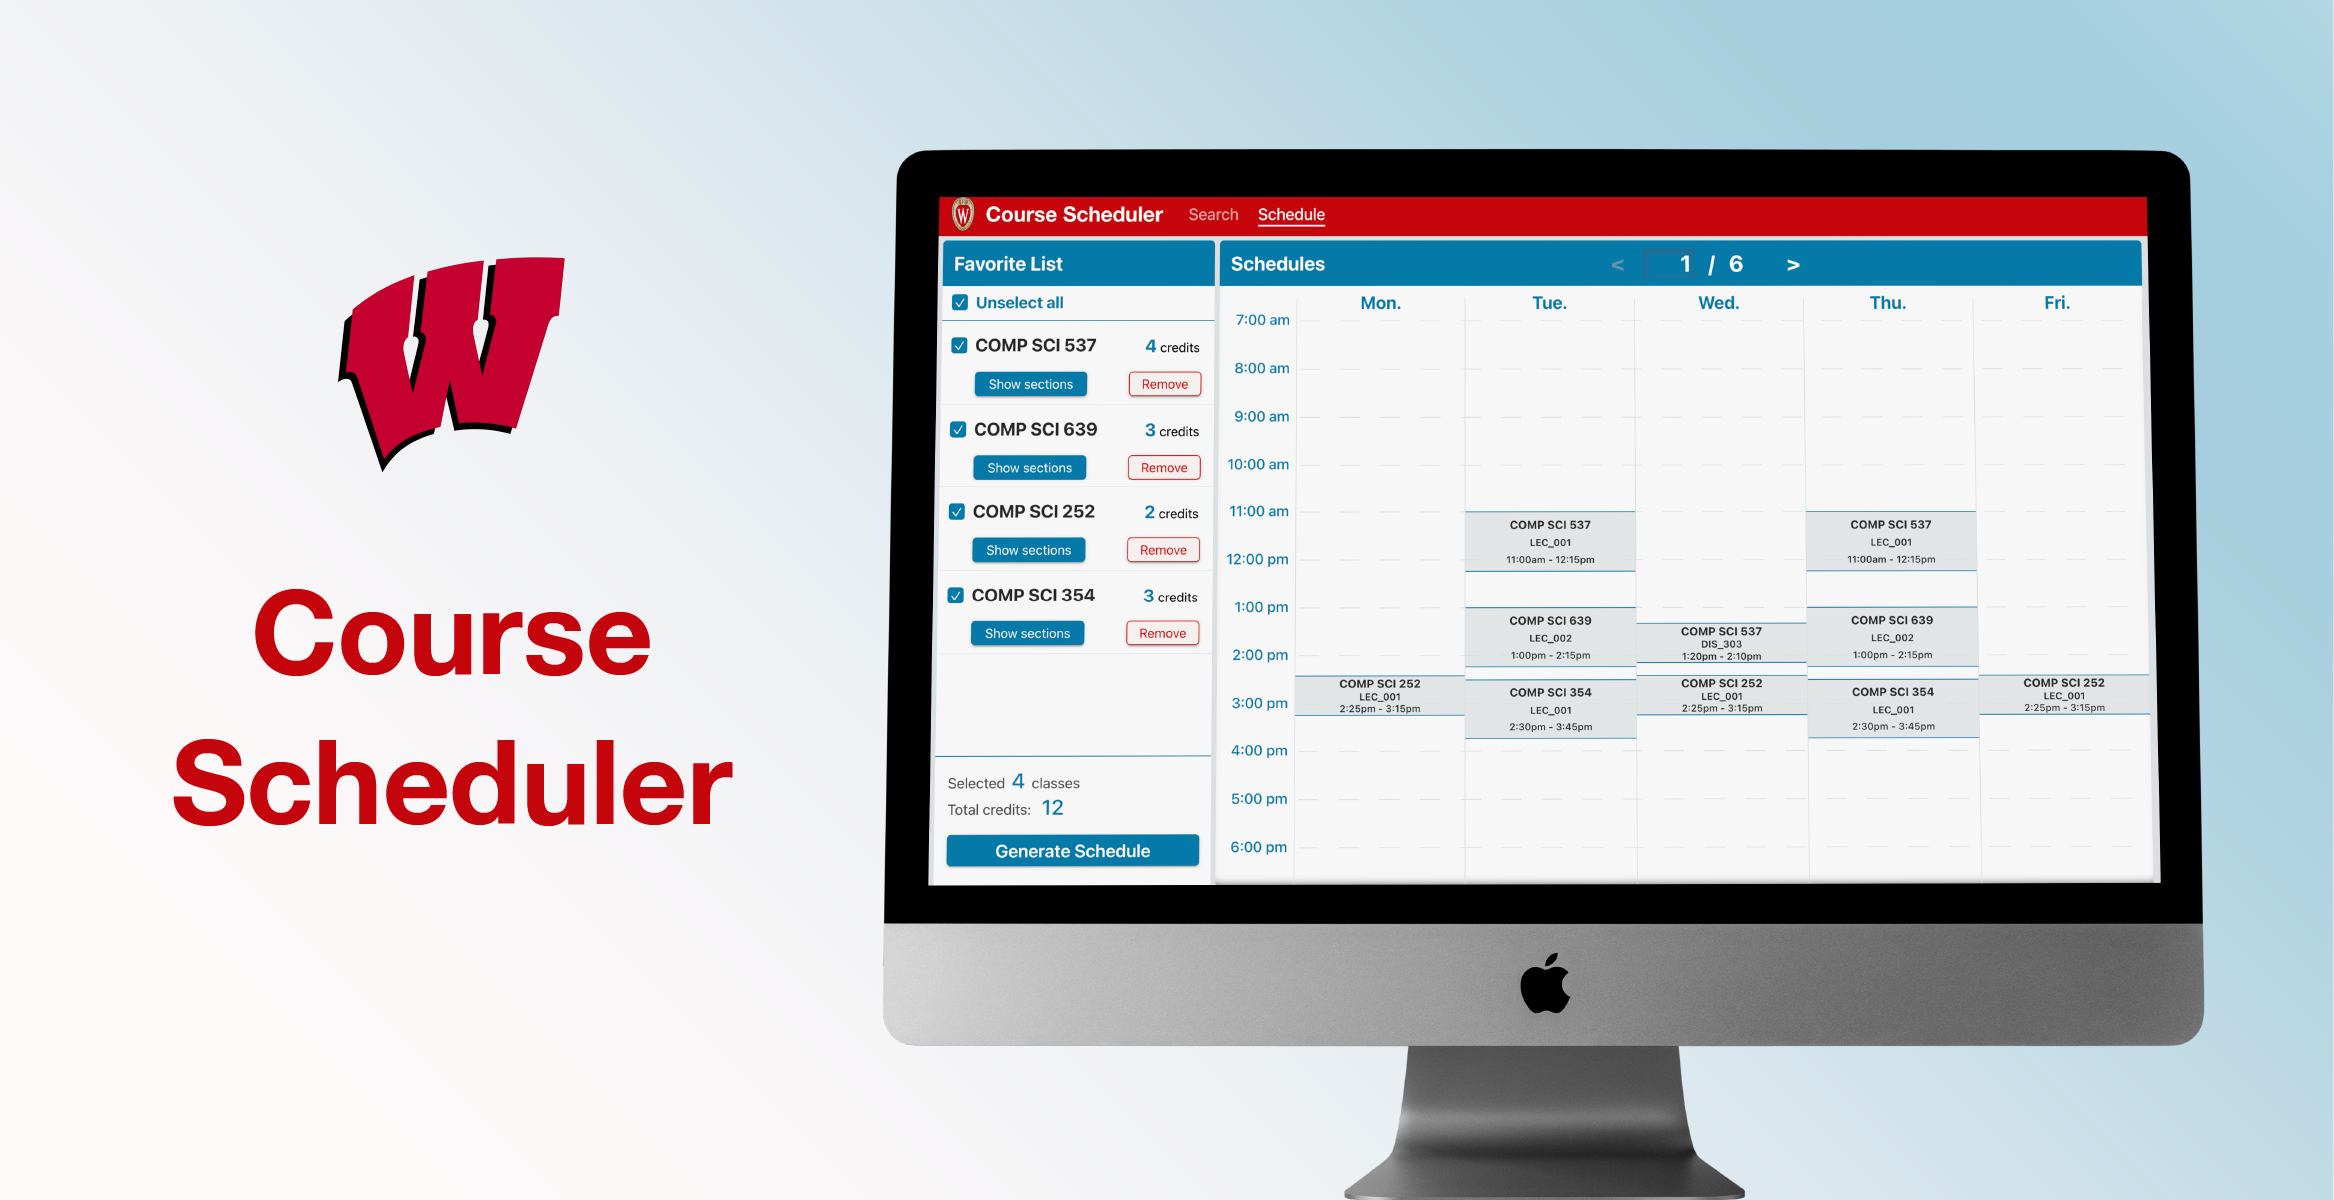 W
Course
Scheduler
W
Course Scheduler
Search
Schedule
Favorite List
Unselect all
COMP SCI 537
4 credits
Show sections
Remove
COMP SCI 639
3 credits
Show sections
Remove
COMP SCI 252
2 credits
Show sections
Remove
COMP SCI 354
3 credits
Show sections
Remove
Selected 4 classes
Total credits: 12
Generate Schedule
Schedules
< 1 / 6 >
Mon.
Tue.
Wed.
Thu.
Fri.
7:00 am
8:00 am
9:00 am
10:00 am
11:00 am
12:00 pm
1:00 pm
2:00 pm
3:00 pm
4:00 pm
5:00 pm
6:00 pm
COMP SCI 252
LEC_001
2:25pm - 3:15pm
COMP SCI 537
LEC_001
11:00am - 12:15pm
COMP SCI 639
LEC_002
1:00pm - 2:15pm
COMP SCI 354
LEC_001
2:30pm - 3:45pm
COMP SCI 537
DIS_303
1:20pm - 2:10pm
COMP SCI 252
LEC_001
2:25pm - 3:15pm
COMP SCI 537
LEC_001
11:00am - 12:15pm
COMP SCI 639
LEC_002
1:00pm - 2:15pm
COMP SCI 354
LEC_001
2:30pm - 3:45pm
COMP SCI 252
LEC_001
2:25pm - 3:15pm